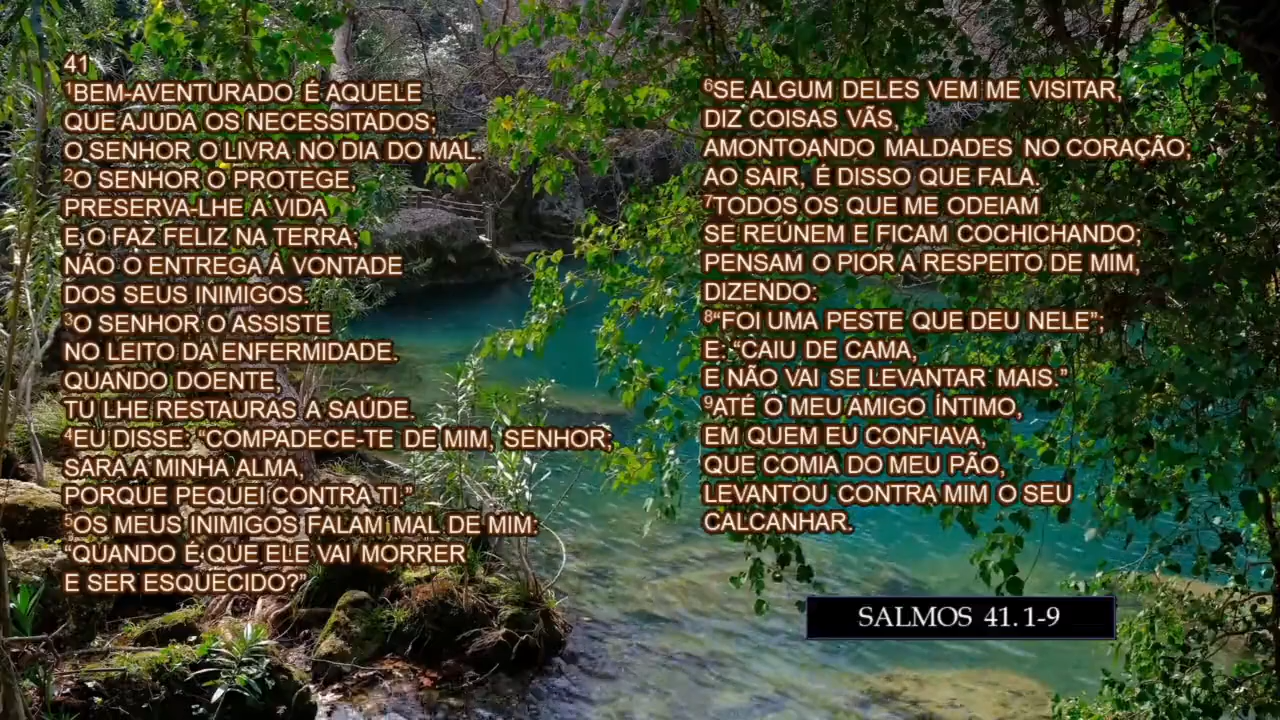 41
¹BEM-AVENTURADO É AQUELE
QUE AJUDA OS NECESSITADOS;
O SENHOR O LIVRA NO DIA DO MAL.
²O SENHOR O PROTEGE,
PRESERVA-LHE A VIDA
E O FAZ FELIZ NA TERRA;
NÃO O ENTREGA À VONTADE
DOS SEUS INIMIGOS.
³O SENHOR O ASSISTE
NO LEITO DA ENFERMIDADE.
QUANDO DOENTE,
TU LHE RESTAURAS A SAÚDE.
⁴EU DISSE: “COMPADECE-TE DE MIM, SENHOR;
SARA A MINHA ALMA,
PORQUE PEQUEI CONTRA TI.”
⁵OS MEUS INIMIGOS FALAM MAL DE MIM:
“QUANDO É QUE ELE VAI MORRER
E SER ESQUECIDO?”
⁶SE ALGUM DELES VEM ME VISITAR,
DIZ COISAS VÃS,
AMONTOANDO MALDADES NO CORAÇÃO;
AO SAIR, É DISSO QUE FALA.
⁷TODOS OS QUE ME ODEIAM
SE REÚNEM E FICAM COCHICHANDO;
PENSAM O PIOR A RESPEITO DE MIM,
DIZENDO:
⁸“FOI UMA PESTE QUE DEU NELE”;
E: “CAIU DE CAMA,
E NÃO VAI SE LEVANTAR MAIS.”
⁹ATÉ O MEU AMIGO ÍNTIMO,
EM QUEM EU CONFIAVA,
QUE COMIA DO MEU PÃO,
LEVANTOU CONTRA MIM O SEU
CALCANHAR.
SALMOS 41.1-9